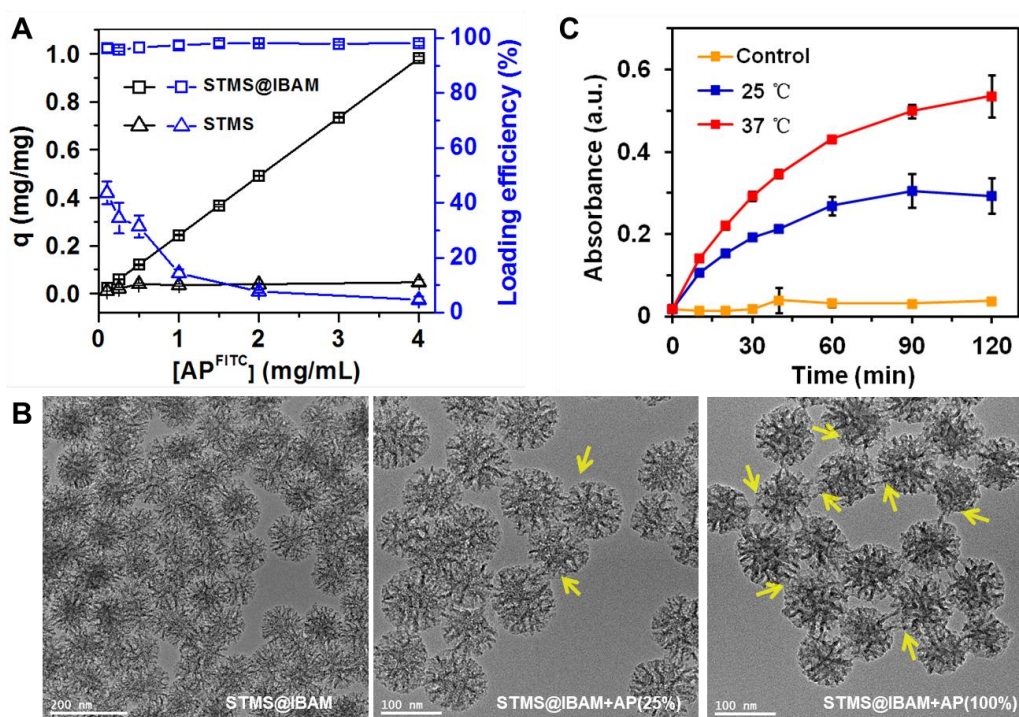 A
q (mg/mg)
1.0
0.8
0.6
0.4
0.2
0.0
STMS@IBAM
STMS
100
80
60
40
20
0
Loading efficiency (%)
0 1 2 3 4
[AP^FITC] (mg/mL)
C
Absorbance (a.u.)
0.6
0.4
0.2
0
Control
25 ℃
37 ℃
0 30 60 90 120
Time (min)
B
200 nm
STMS@IBAM
100 nm
STMS@IBAM+AP(25%)
100 nm
STMS@IBAM+AP(100%)